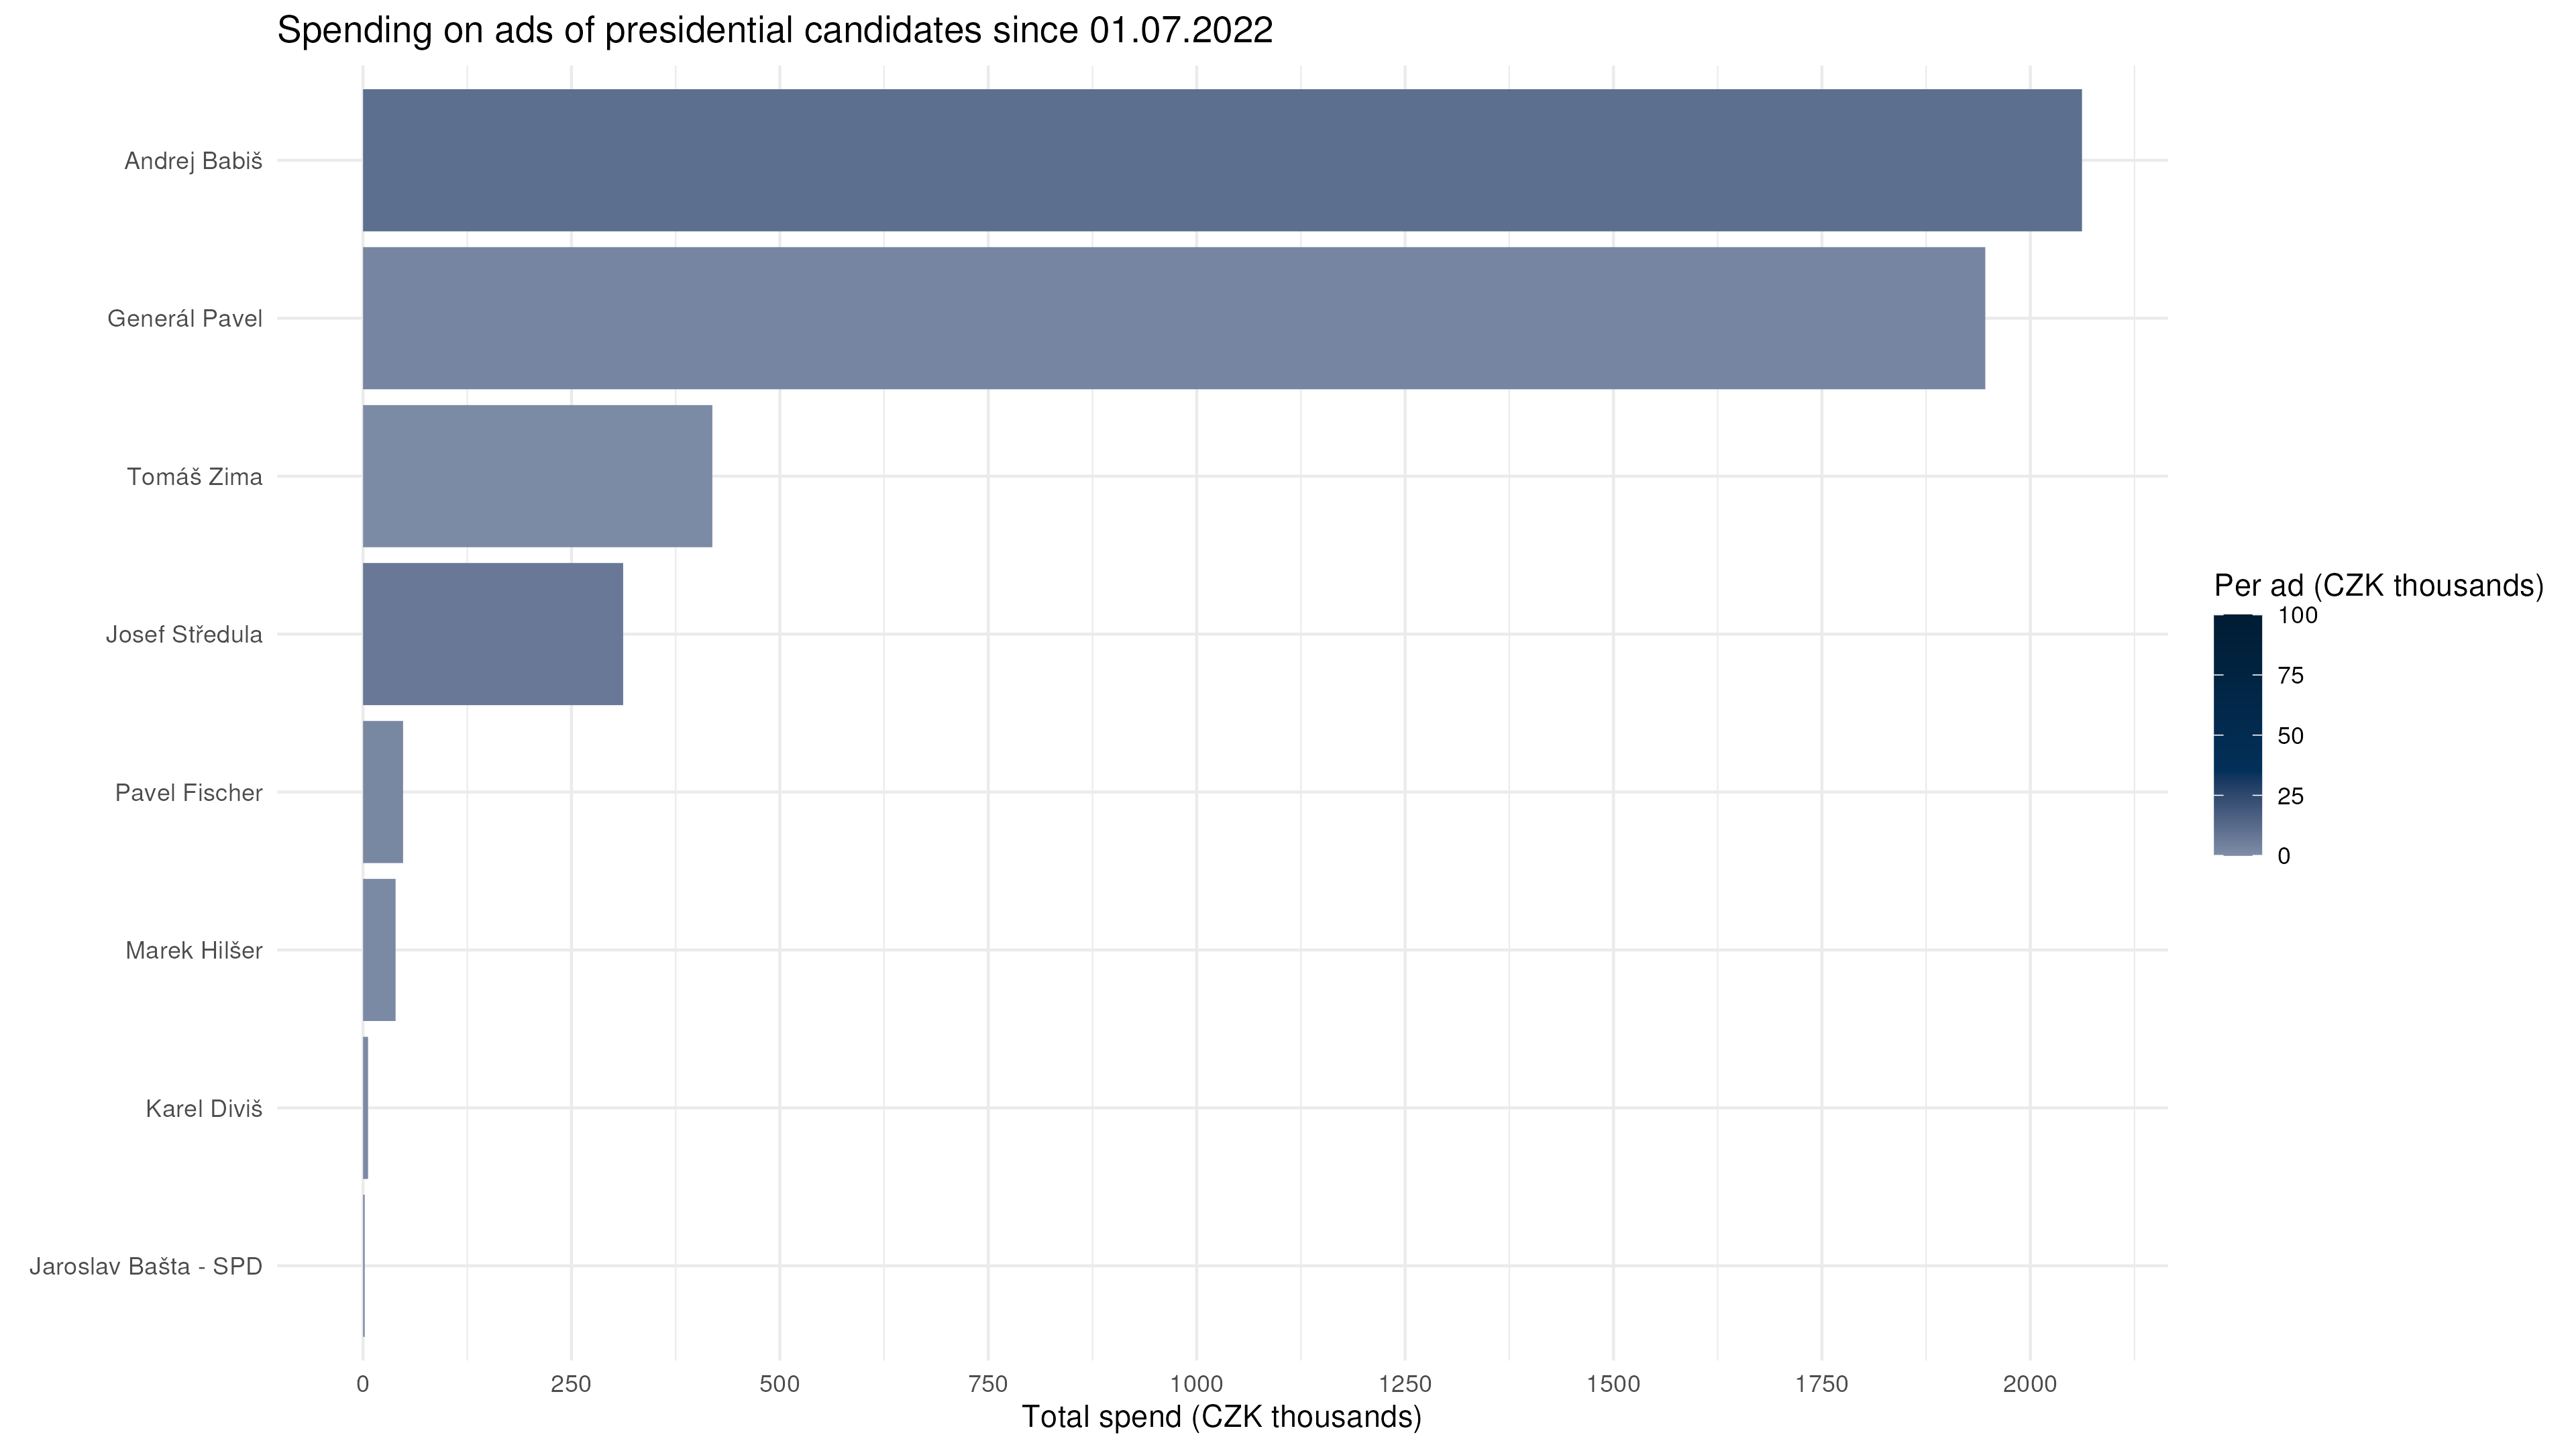 Spending on ads of presidential candidates since 01.07.2022
Andrej Babiš
Generál Pavel
Tomáš Zima
Josef Středula
Pavel Fischer
Marek Hilšer
Karel Diviš
Jaroslav Bašta - SPD
0 250 500 750 1000 1250 1500 1750 2000
Total spend (CZK thousands)
Per ad (CZK thousands)
100
75
50
25
0